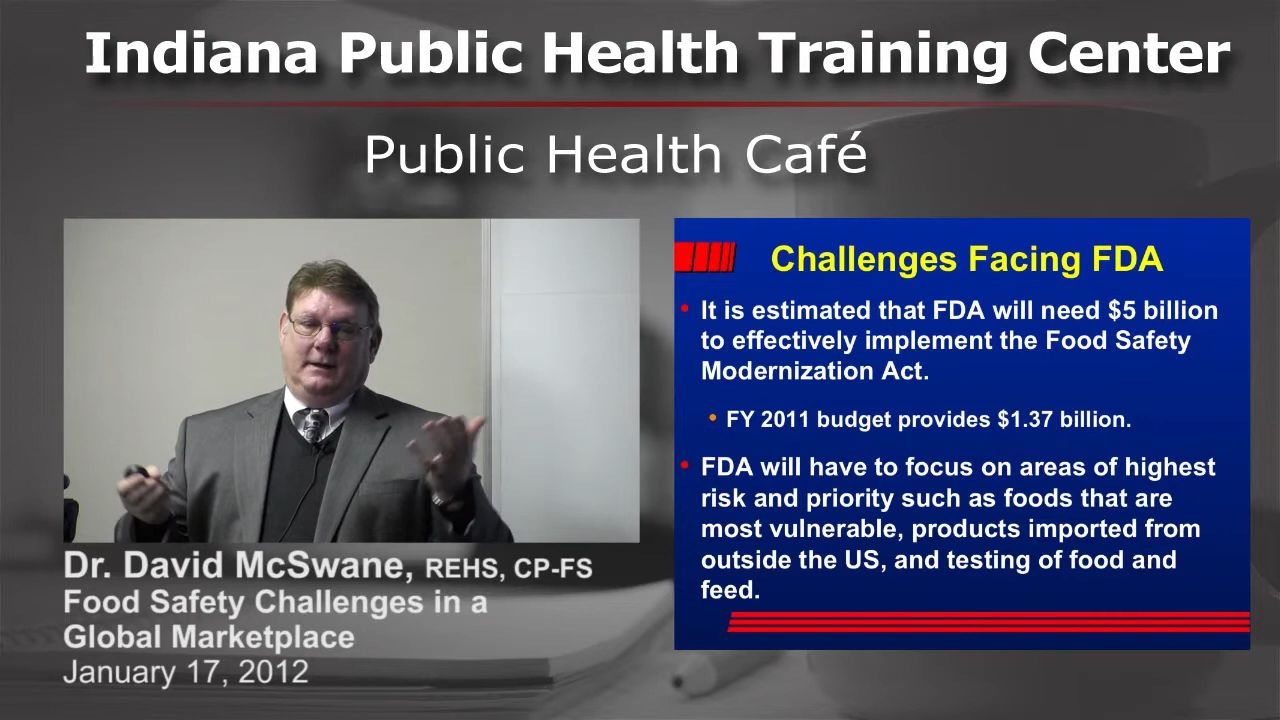 Indiana Public Health Training Center
Public Health Café
Challenges Facing FDA
• It is estimated that FDA will need $5 billion
to effectively implement the Food Safety
Modernization Act.
• FY 2011 budget provides $1.37 billion.
• FDA will have to focus on areas of highest
risk and priority such as foods that are
most vulnerable, products imported from
outside the US, and testing of food and
feed.
Dr. David McSwane, REHS, CP-FS
Food Safety Challenges in a
Global Marketplace
January 17, 2012